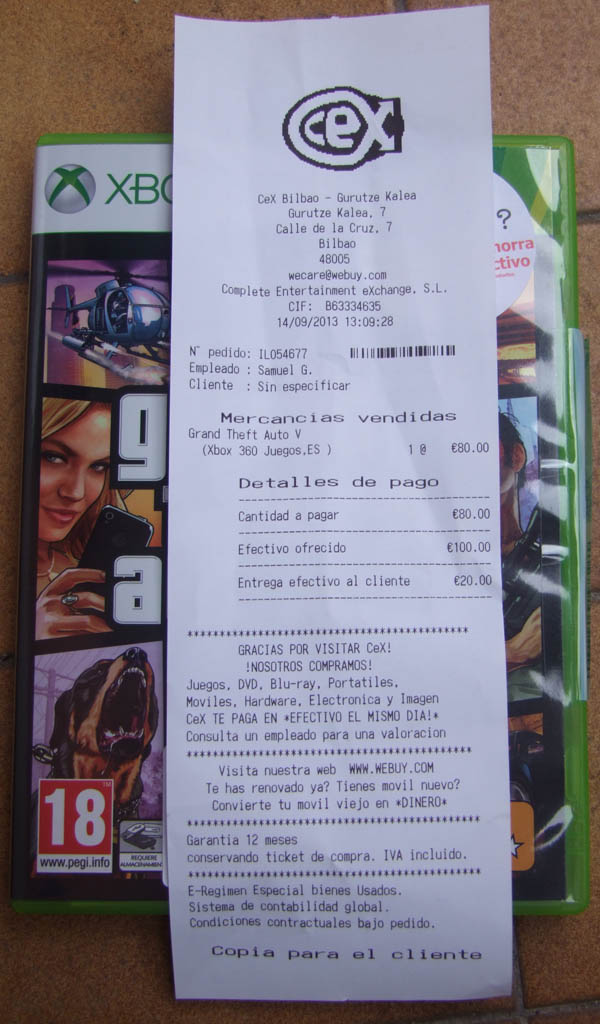 CeX
CeX Bilbao - Gurutze Kalea
Gurutze Kalea, 7
Calle de la Cruz, 7
Bilbao
48005
wecare@webuy.com
Complete Entertainment eXchange, S.L.
CIF: B63334635
14/09/2013 13:09:28
N° pedido: IL054677
Empleado : Samuel G.
Cliente : Sin especificar
Mercancias vendidas
Grand Theft Auto V
(Xbox 360 Juegos,ES ) 1 @ €80.00
Detalles de pago
Cantidad a pagar €80.00
Efectivo ofrecido €100.00
Entrega efectivo al cliente €20.00
GRACIAS POR VISITAR CeX!
!NOSOTROS COMPRAMOS!
Juegos, DVD, Blu-ray, Portatiles,
Moviles, Hardware, Electronica y Imagen
CeX TE PAGA EN *EFECTIVO EL MISMO DIA!*
Consulta un empleado para una valoracion
Visita nuestra web WWW.WEBUY.COM
Te has renovado ya? Tienes movil nuevo?
Convierte tu movil viejo en *DINERO*
Garantia 12 meses
conservando ticket de compra. IVA incluido.
E-Regimen Especial bienes Usados.
Sistema de contabilidad global.
Condiciones contractuales bajo pedido.
Copia para el cliente
XBO
g
a
18
www.pegi.info
REQUIERE
?
horra
ctivo